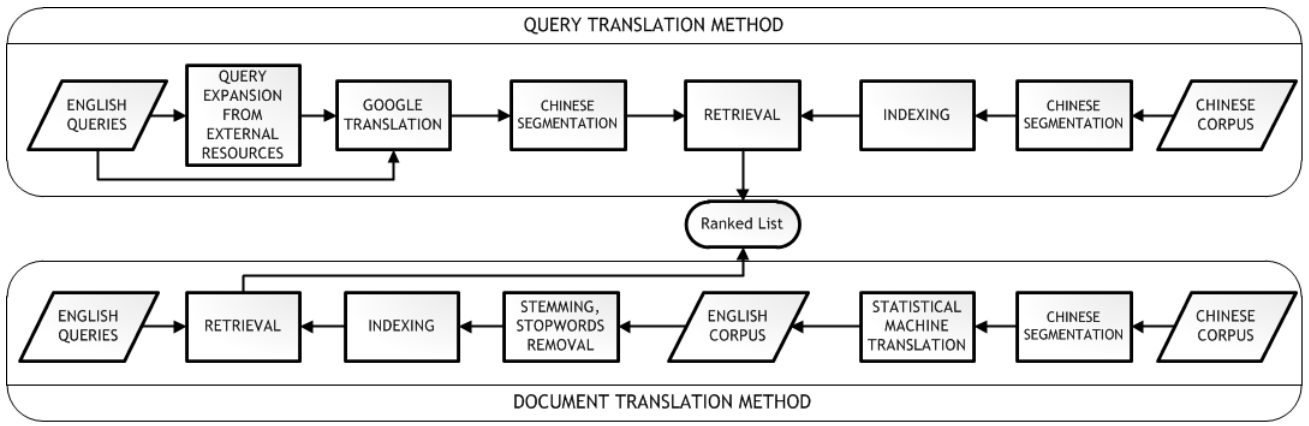 QUERY TRANSLATION METHOD
ENGLISH
QUERIES
QUERY
EXPANSION
FROM
EXTERNAL
RESOURCES
GOOGLE
TRANSLATION
CHINESE
SEGMENTATION
RETRIEVAL
INDEXING
CHINESE
SEGMENTATION
CHINESE
CORPUS
Ranked List
ENGLISH
QUERIES
RETRIEVAL
INDEXING
STEMMING,
STOPWORDS
REMOVAL
ENGLISH
CORPUS
STATISTICAL
MACHINE
TRANSLATION
CHINESE
SEGMENTATION
CHINESE
CORPUS
DOCUMENT TRANSLATION METHOD